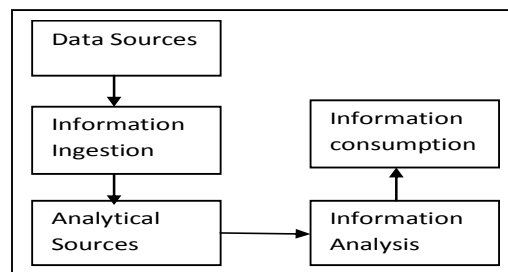 Data Sources
Information
Ingestion
Analytical
Sources
Information
Analysis
Information
consumption